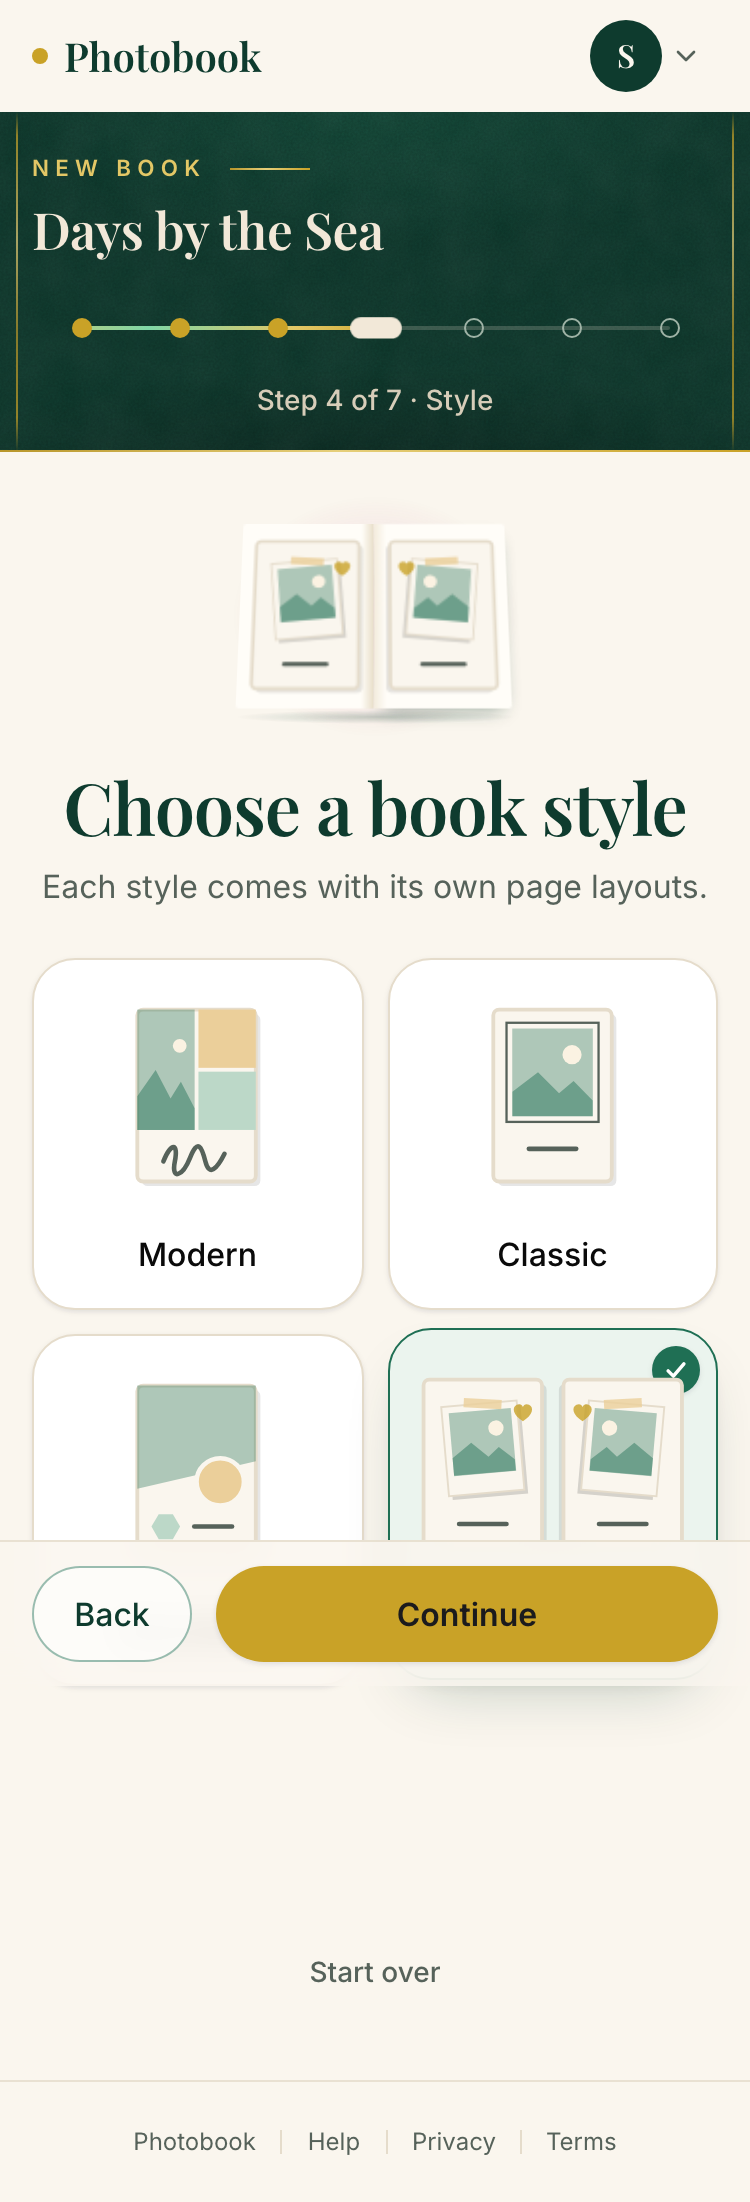 Photobook
S
NEW BOOK
Days by the Sea
Step 4 of 7 · Style
Choose a book style
Each style comes with its own page layouts.
Modern
Classic
Back
Continue
Start over
Photobook
Help
Privacy
Terms